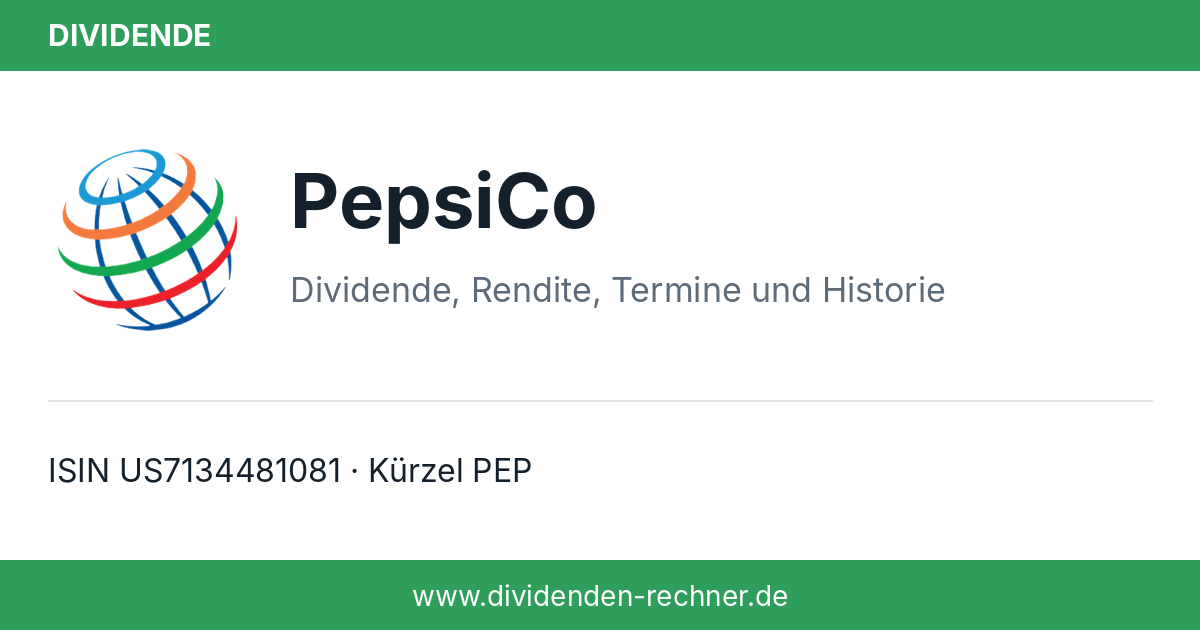 DIVIDENDE
PepsiCo
Dividende, Rendite, Termine und Historie
ISIN US7134481081 · Kürzel PEP
www.dividenden-rechner.de